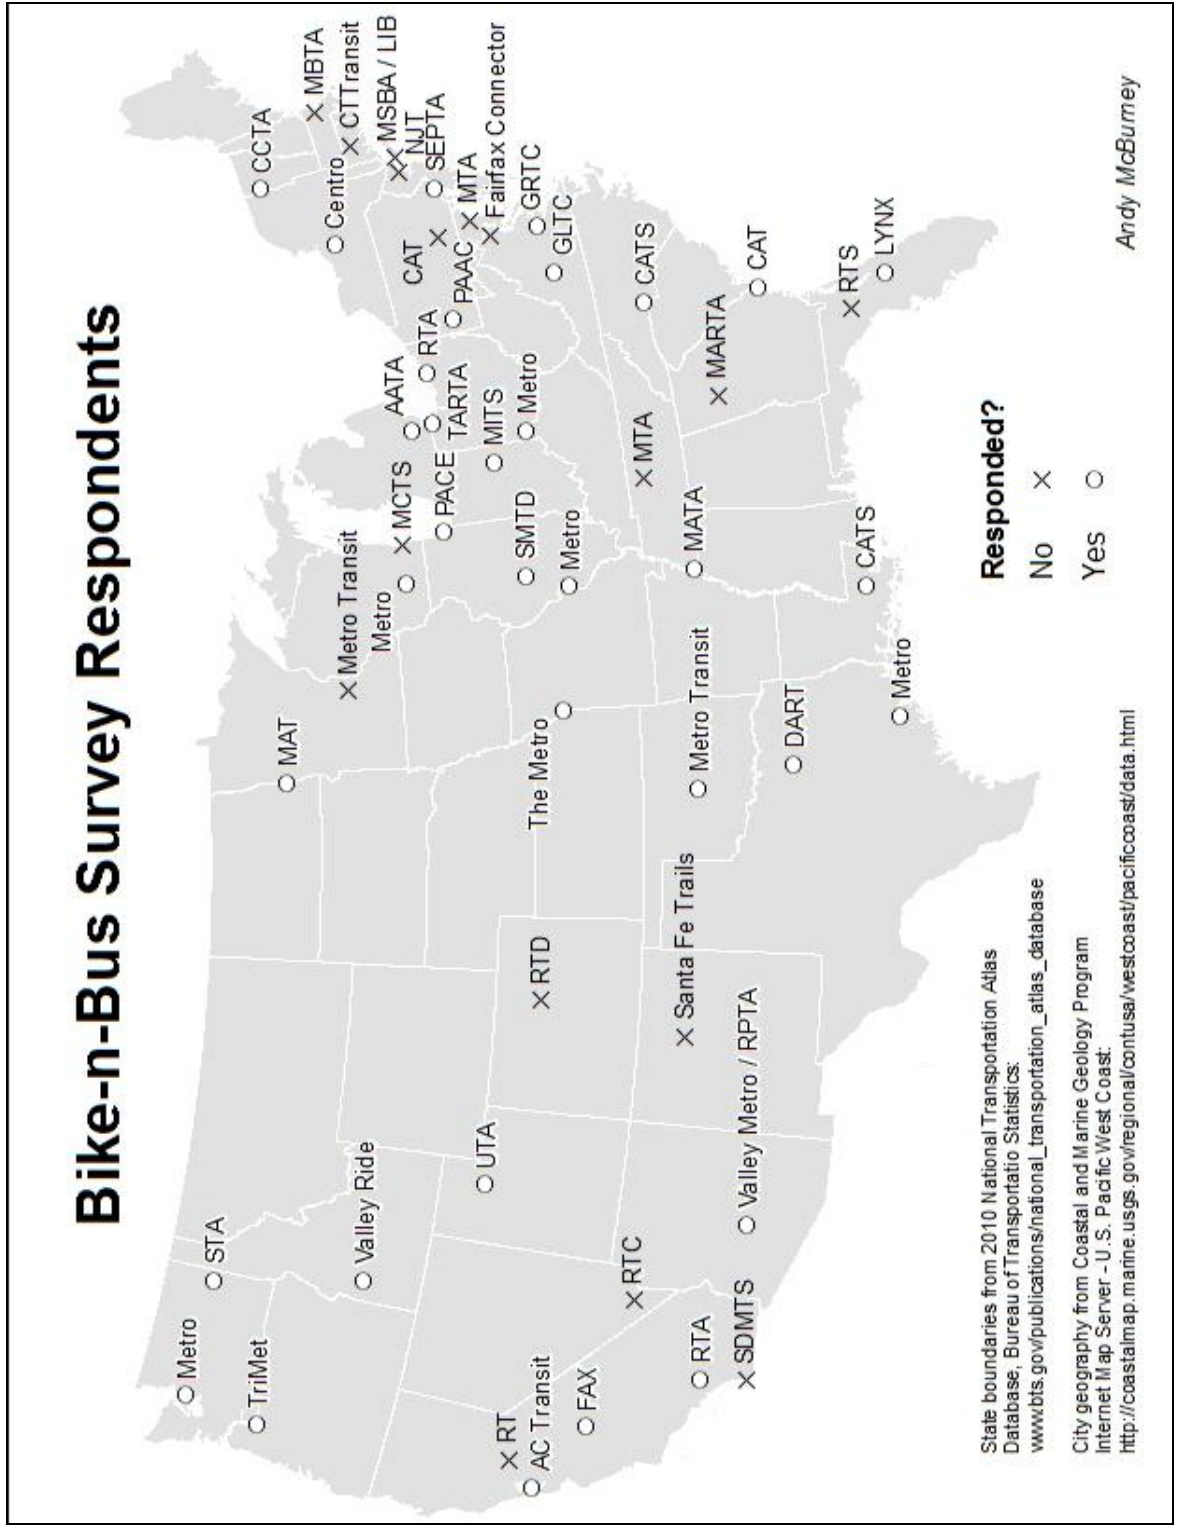 Bike-n-Bus Survey Respondents
Metro
STA
TriMet
Valley Ride
MAT
Metro Transit
Metro
MCTS
AATA
RTA
TARTA
PACE
CCTA
MBTA
Centro
CTTransit
MSBA / LIB
NJT
SEPTA
CAT
MTA
PAAC
Fairfax Connector
GRTC
GLTC
MITS
Metro
SMTD
Metro
UTA
RT
AC Transit
FAX
RTD
The Metro
RTC
RTA
SDMTS
Valley Metro / RPTA
Santa Fe Trails
Metro Transit
MATA
MTA
CATS
MARTA
CAT
DART
Metro
CATS
RTS
LYNX
Responded?
No
Yes
State boundaries from 2010 National Transportation Atlas
Database, Bureau of Transportatio Statistics:
www.bts.gov/publications/national_transportation_atlas_database
City geography from Coastal and Marine Geology Program
Internet Map Server - U.S. Pacific West Coast:
http://coastalmap.marine.usgs.gov/regional/contusa/westcoast/pacificcoast/data.html
Andy McBurney